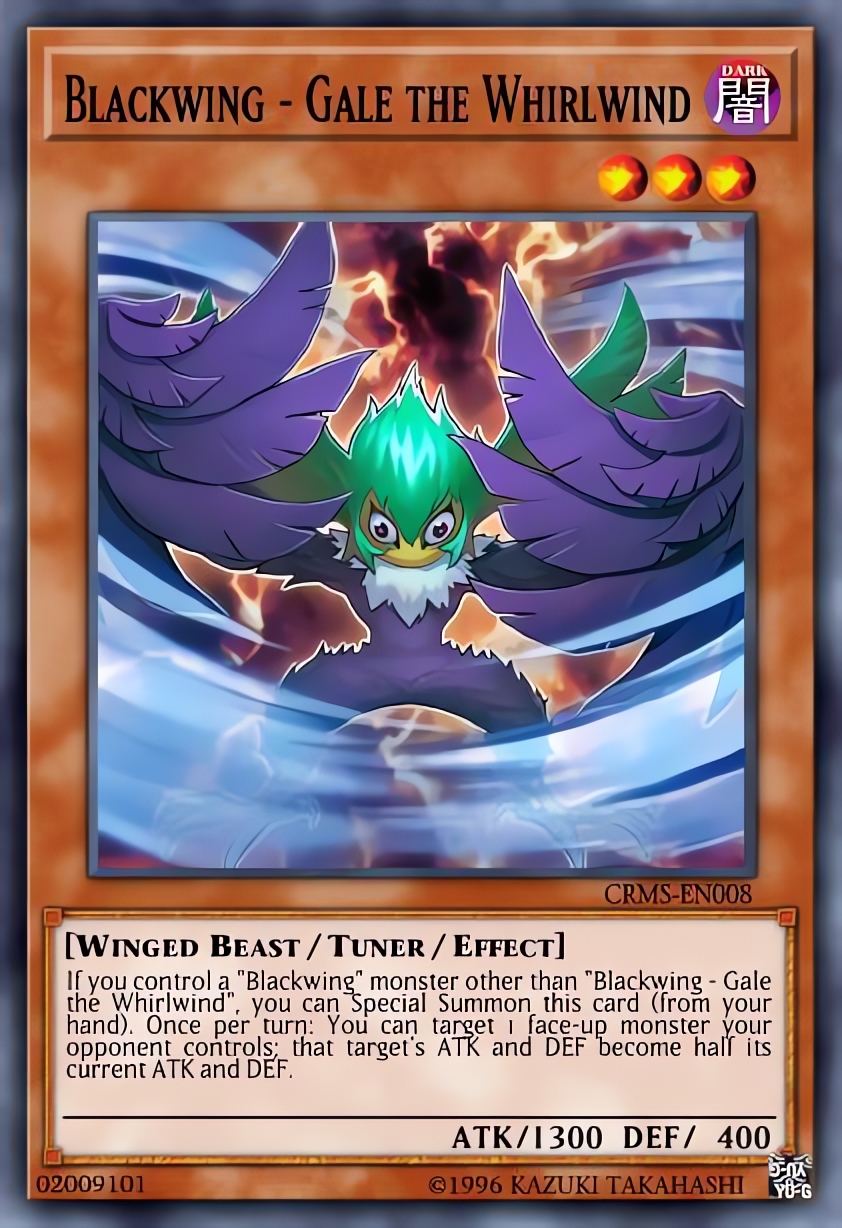 Blackwing - Gale the Whirlwind
DARK
闇
CRMS-EN008
[Winged Beast / Tuner / Effect]
If you control a "Blackwing" monster other than "Blackwing - Gale
the Whirlwind", you can Special Summon this card (from your
hand). Once per turn: You can target 1 face-up monster your
opponent controls; that target's ATK and DEF become half its
current ATK and DEF.
ATK/1300 DEF/ 400
02009101
©1996 KAZUKI TAKAHASHI